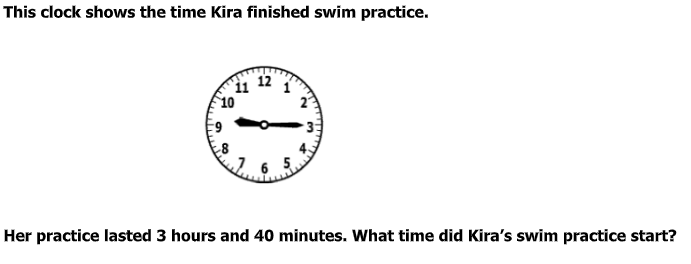 This clock shows the time Kira finished swim practice.
12
11 1
10 2
9 3
8 4
7 6 5
Her practice lasted 3 hours and 40 minutes. What time did Kira’s swim practice start?